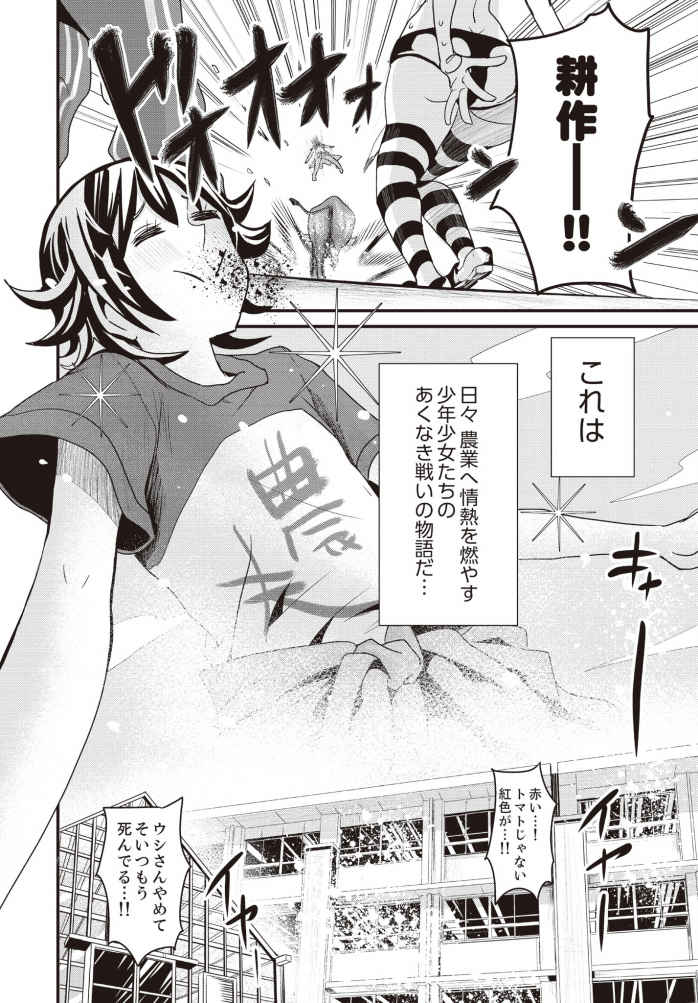 耕作ーー!!
ドドォォォ
これは
日々 農業へ情熱を燃やす
少年少女たちの
あくなき戦いの物語だ…
農
キャー
赤い…!
トマトじゃない
紅色が…!!
イヤー
ウシさんやめて
そいつもう
死んでる…!!
イヤー